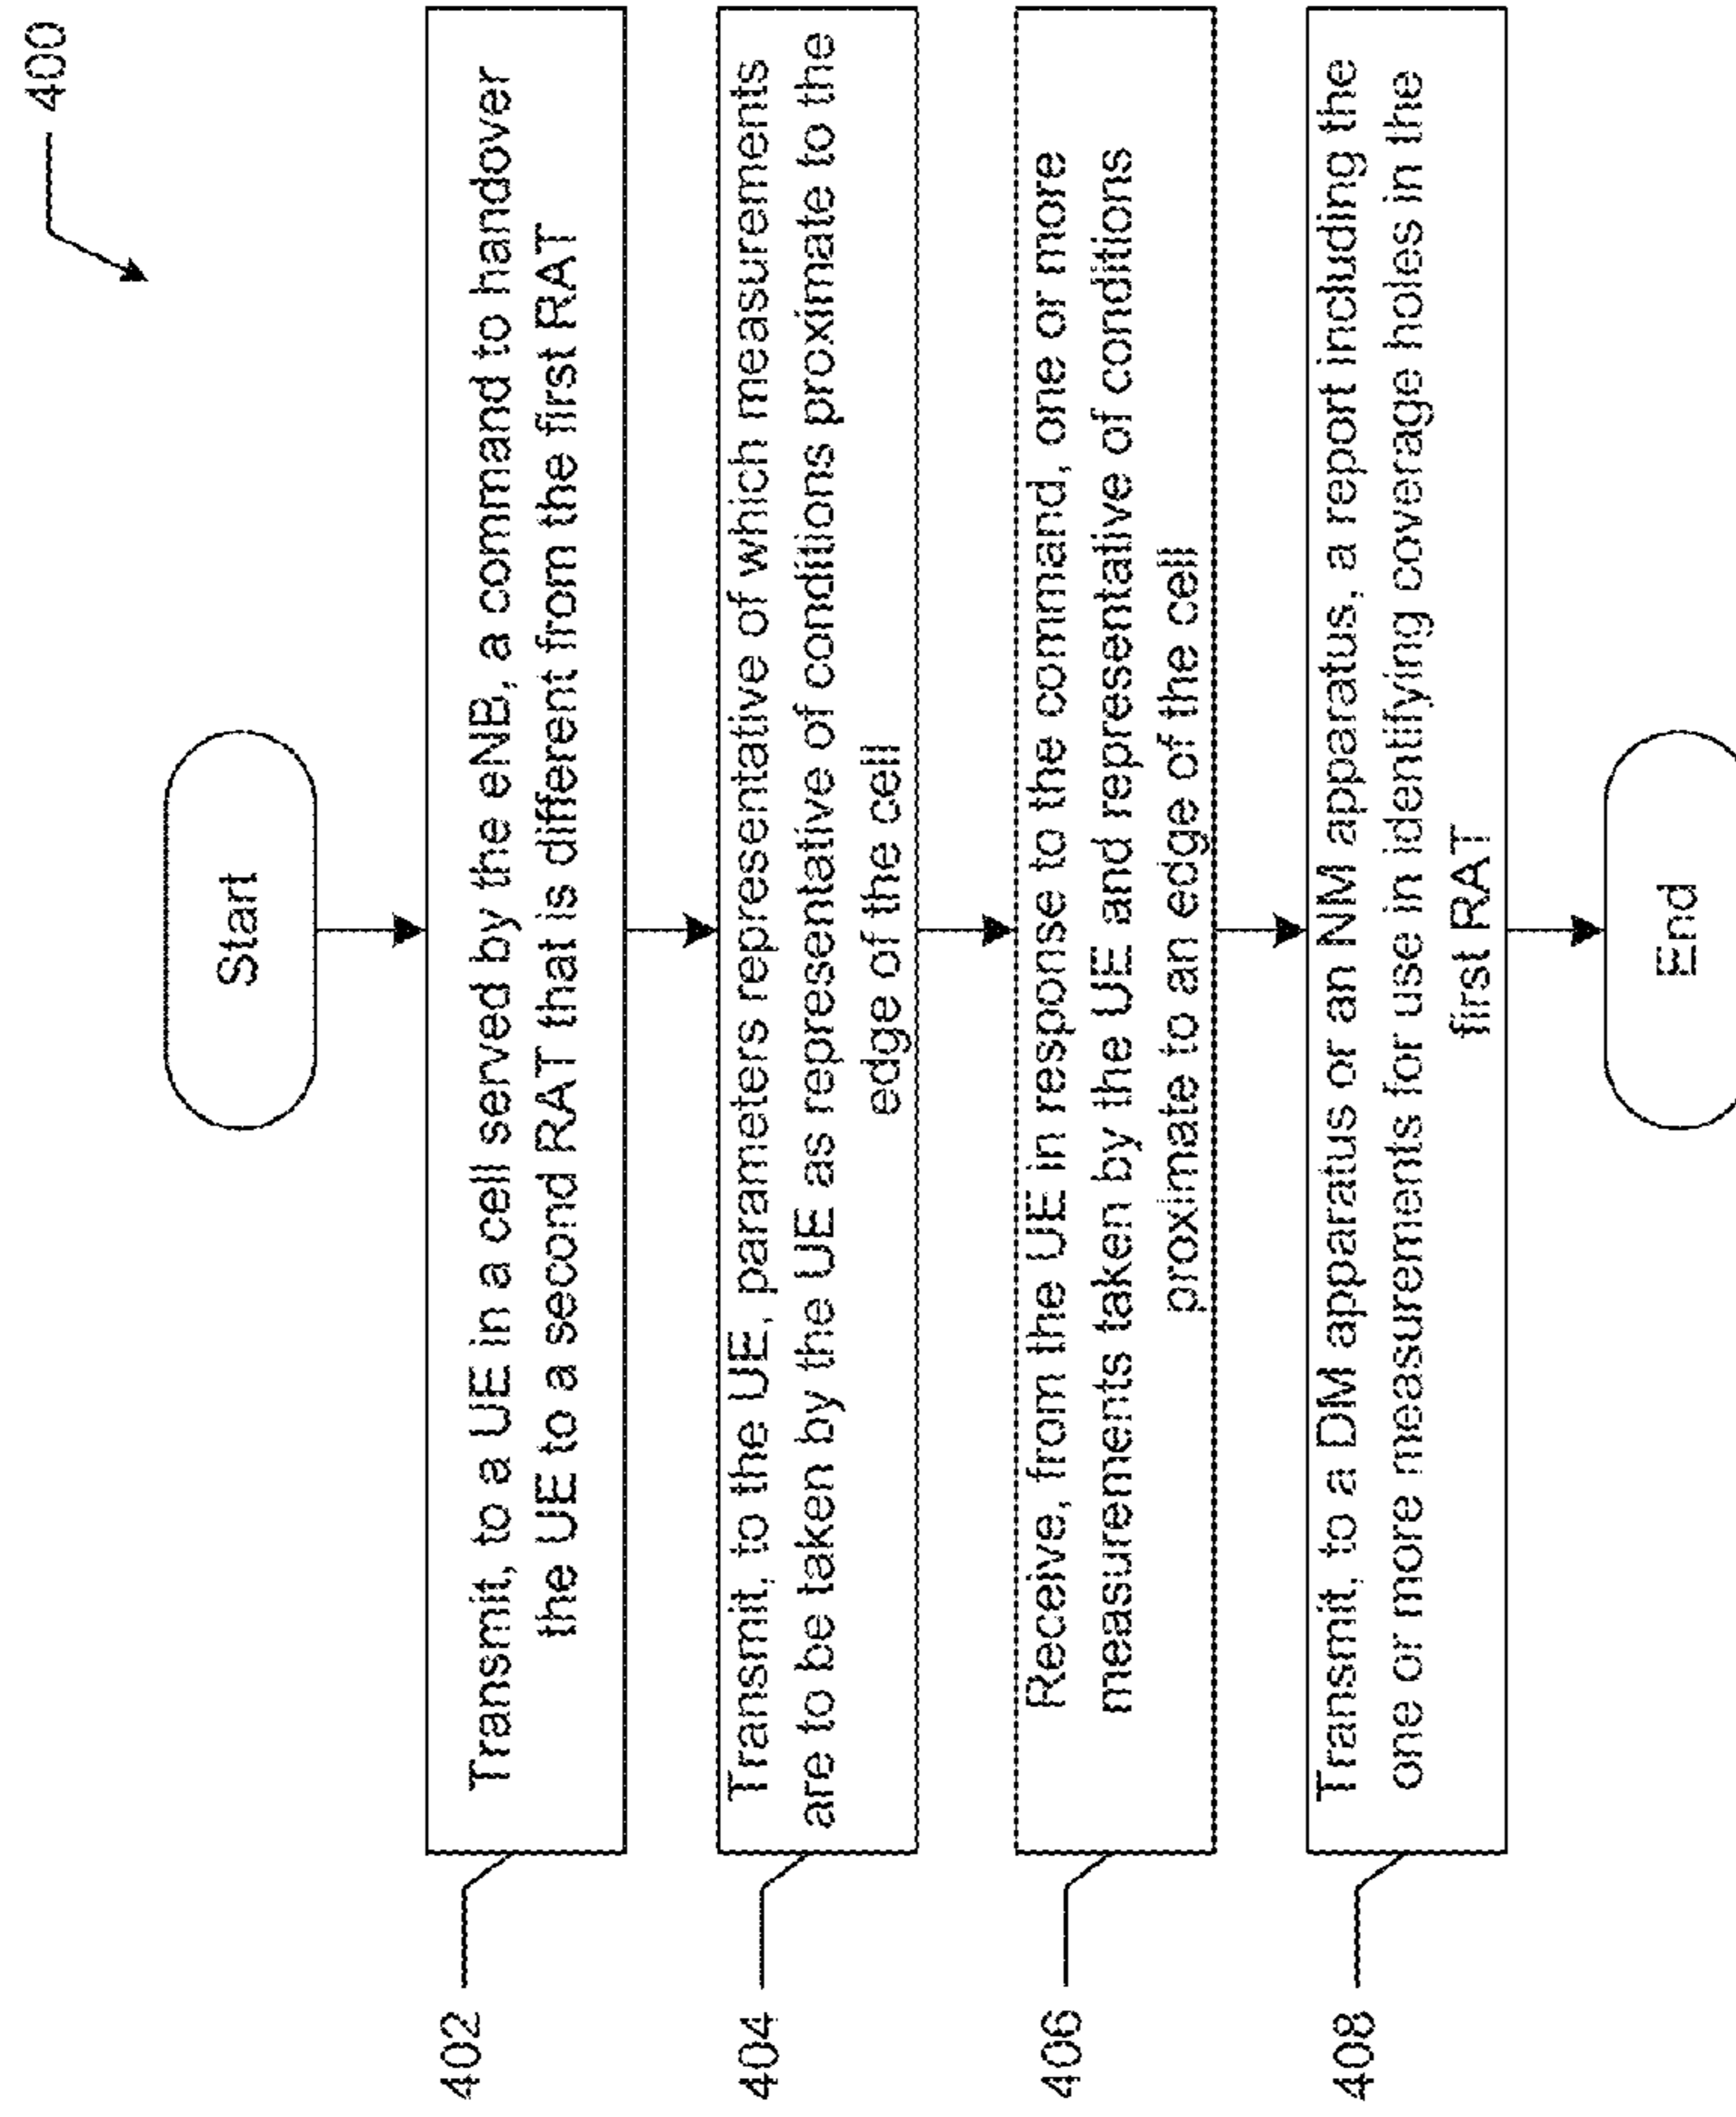 400
Start
402
Transmit, to a UE in a cell served by the eNB, a command to handover
the UE to a second RAT that is different from the first RAT
404
Transmit, to the UE, parameters representative of which measurements
are to be taken by the UE as representative of conditions proximate to the
edge of the cell
406
Receive, from the UE in response to the command, one or more
measurements taken by the UE and representative of conditions
proximate to an edge of the cell
408
Transmit, to a DM apparatus or an NM apparatus, a report including the
one or more measurements for use in identifying coverage holes in the
first RAT
End